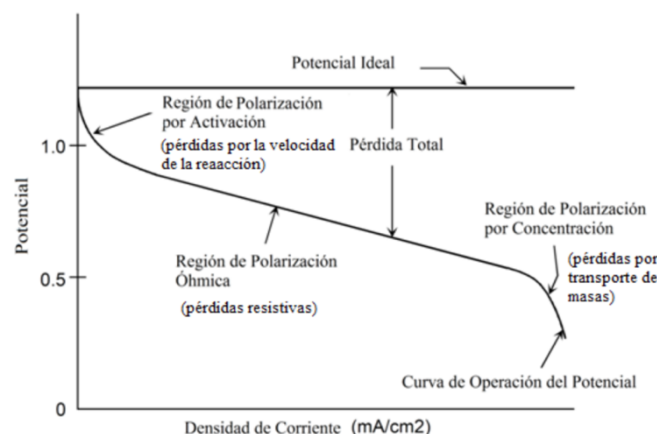 Potencial Ideal
Región de Polarización
por Activación
(pérdidas por la velocidad
de la reaacción)
Pérdida Total
1.0
Potencial
Región de Polarización
por Concentración
(pérdidas por
transporte de
masas)
Región de Polarización
Óhmica
(pérdidas resistivas)
0.5
Curva de Operación del Potencial
0
Densidad de Corriente (mA/cm2)